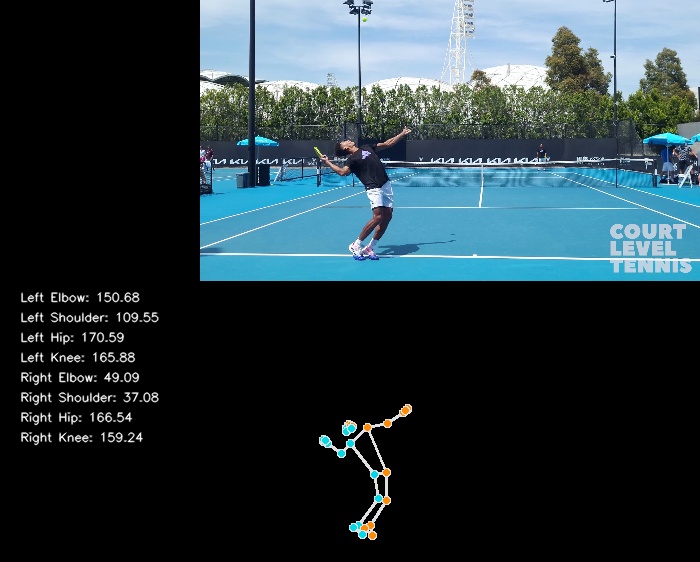 COURT
LEVEL
TENNIS
Left Elbow: 150.68
Left Shoulder: 109.55
Left Hip: 170.59
Left Knee: 165.88
Right Elbow: 49.09
Right Shoulder: 37.08
Right Hip: 166.54
Right Knee: 159.24